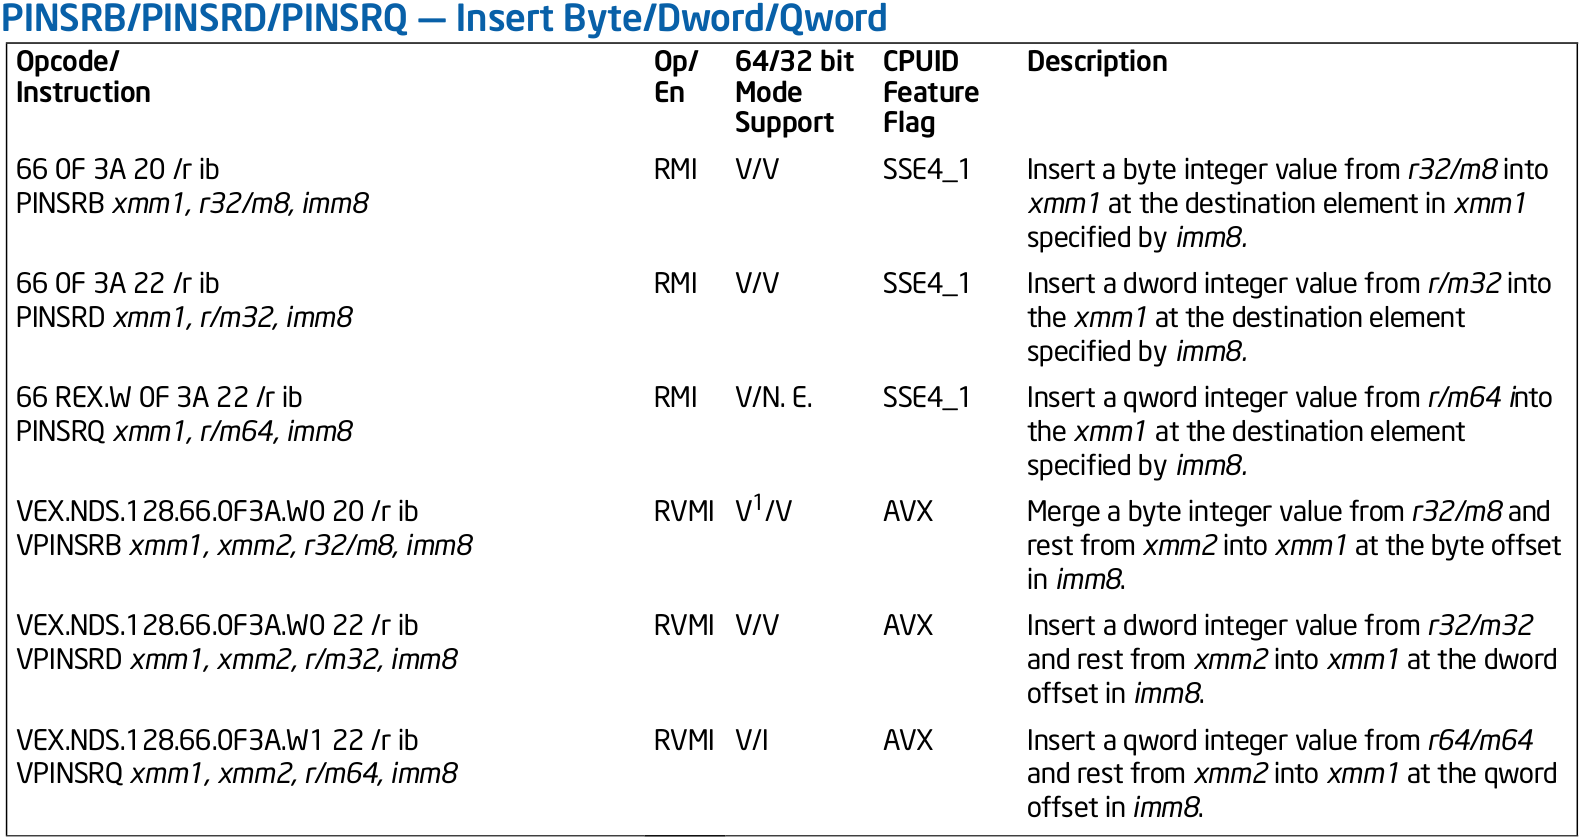 PINSRB/PINSRD/PINSRQ — Insert Byte/Dword/Qword
Opcode/
Instruction
Op/
En
64/32 bit
Mode
Support
CPUID
Feature
Flag
Description
66 0F 3A 20 /r ib
PINSRB xmm1, r32/m8, imm8
RMI
V/V
SSE4_1
Insert a byte integer value from r32/m8 into
xmm1 at the destination element in xmm1
specified by imm8.
66 0F 3A 22 /r ib
PINSRD xmm1, r/m32, imm8
RMI
V/V
SSE4_1
Insert a dword integer value from r/m32 into
the xmm1 at the destination element
specified by imm8.
66 REX.W 0F 3A 22 /r ib
PINSRQ xmm1, r/m64, imm8
RMI
V/N. E.
SSE4_1
Insert a qword integer value from r/m64 into
the xmm1 at the destination element
specified by imm8.
VEX.NDS.128.66.0F3A.W0 20 /r ib
VPINSRB xmm1, xmm2, r32/m8, imm8
RVMI
V¹/V
AVX
Merge a byte integer value from r32/m8 and
rest from xmm2 into xmm1 at the byte offset
in imm8.
VEX.NDS.128.66.0F3A.W0 22 /r ib
VPINSRD xmm1, xmm2, r/m32, imm8
RVMI
V/V
AVX
Insert a dword integer value from r32/m32
and rest from xmm2 into xmm1 at the dword
offset in imm8.
VEX.NDS.128.66.0F3A.W1 22 /r ib
VPINSRQ xmm1, xmm2, r/m64, imm8
RVMI
V/I
AVX
Insert a qword integer value from r64/m64
and rest from xmm2 into xmm1 at the qword
offset in imm8.